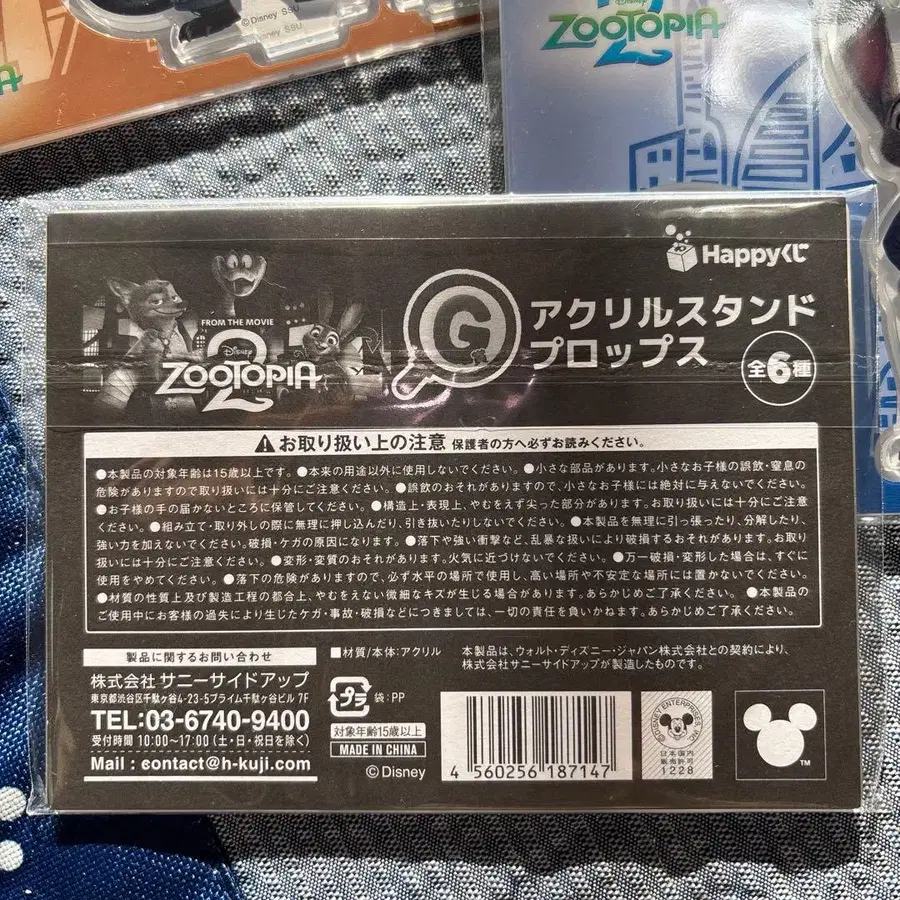 ©Disney SSU
Disney SSU
Disney
ZOOTOPIA
2
Happyくじ
FROM THE MOVIE
Disney
ZOOTOPIA
2
G
アクリルスタンド
プロップス
全6種
⚠お取り扱い上の注意 保護者の方へ必ずお読みください。
●本製品の対象年齢は15歳以上です。●本来の用途以外に使用しないでください。●小さな部品があります。小さなお子様の誤飲・窒息の
危険がありますので取り扱いには十分にご注意ください。●誤飲のおそれがありますので、小さなお子様には絶対に与えないでください。
●お子様の手の届かないところに保管してください。●構造上・表現上、やむをえず尖った部分があります。お取り扱いには十分にご注意
ください。●組み立て・取り外しの際に無理に押し込んだり、引き抜いたりしないでください。●本製品を無理に引っ張ったり、分解したり、
強い力を加えないでください。破損・ケガの原因になります。●落下や強い衝撃など、乱暴な扱いにより破損するおそれがあります。お取り
扱いには十分にご注意ください。●変形・変質のおそれがあります。火気に近づけないでください。●万一破損・変形した場合は、すぐに
使用をやめてください。●落下の危険がありますので、必ず水平の場所で使用し、高い場所や不安定な場所には置かないでください。
●材質の性質上及び製造工程の都合上、やむをえない微細なキズが生じる場合があります。あらかじめご了承ください。●本製品の
ご使用中にお客様の過失により生じたケガ・事故・破損などにつきましては、一切の責任を負いかねます。あらかじめご了承ください。
製品に関するお問い合わせ
株式会社 サニーサイドアップ
東京都渋谷区千駄ヶ谷4-23-5プライム千駄ヶ谷ビル 7F
TEL:03-6740-9400
受付時間 10:00～17:00(土・日・祝日を除く)
Mail : contact@h-kuji.com
■材質/本体:アクリル
プラ
袋:PP
対象年齢15歳以上
MADE IN CHINA
©Disney
本製品は、ウォルト・ディズニー・ジャパン株式会社との契約により、
株式会社サニーサイドアップが製造したものです。
4 560256 187147
DISNEY ENTERPRISES, INC.
日本国内
販売許可
1228
TM